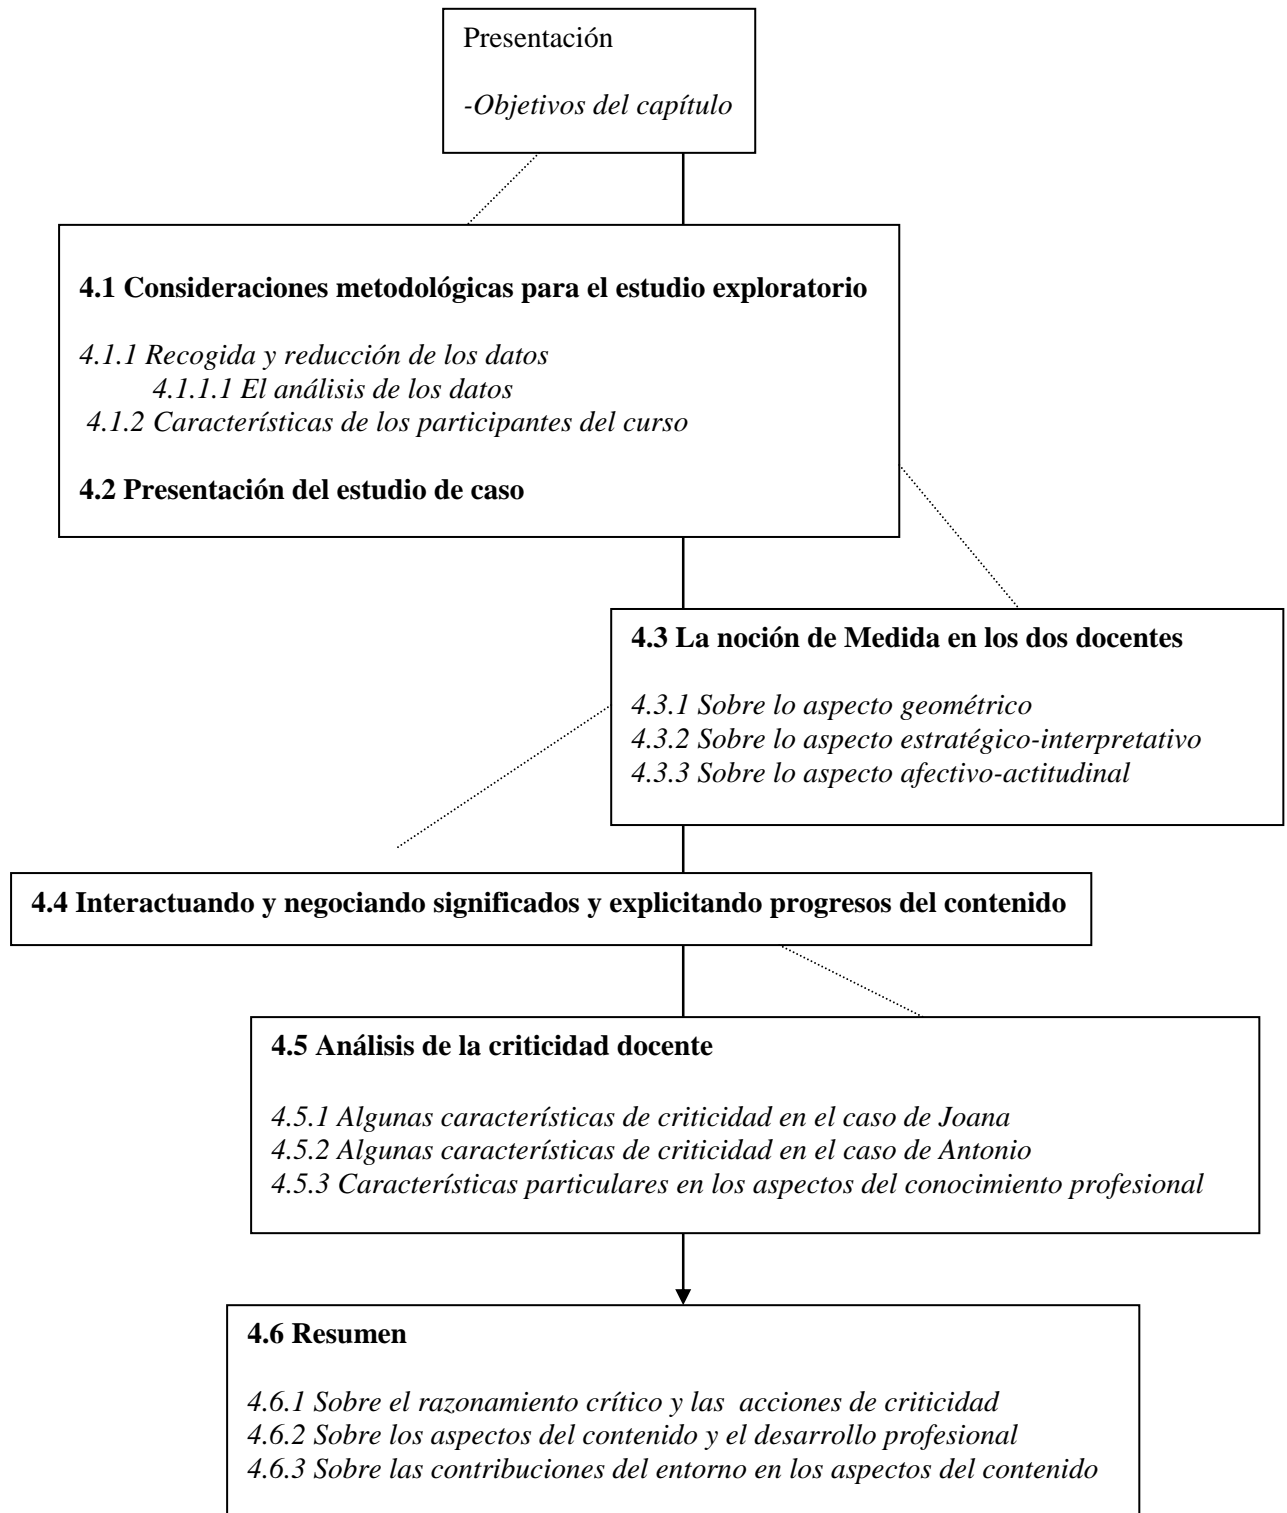 Presentación
-Objetivos del capítulo
4.1 Consideraciones metodológicas para el estudio exploratorio
4.1.1 Recogida y reducción de los datos
4.1.1.1 El análisis de los datos
4.1.2 Características de los participantes del curso
4.2 Presentación del estudio de caso
4.3 La noción de Medida en los dos docentes
4.3.1 Sobre lo aspecto geométrico
4.3.2 Sobre lo aspecto estratégico-interpretativo
4.3.3 Sobre lo aspecto afectivo-actitudinal
4.4 Interactuando y negociando significados y explicitando progresos del contenido
4.5 Análisis de la criticidad docente
4.5.1 Algunas características de criticidad en el caso de Joana
4.5.2 Algunas características de criticidad en el caso de Antonio
4.5.3 Características particulares en los aspectos del conocimiento profesional
4.6 Resumen
4.6.1 Sobre el razonamiento crítico y las acciones de criticidad
4.6.2 Sobre los aspectos del contenido y el desarrollo profesional
4.6.3 Sobre las contribuciones del entorno en los aspectos del contenido